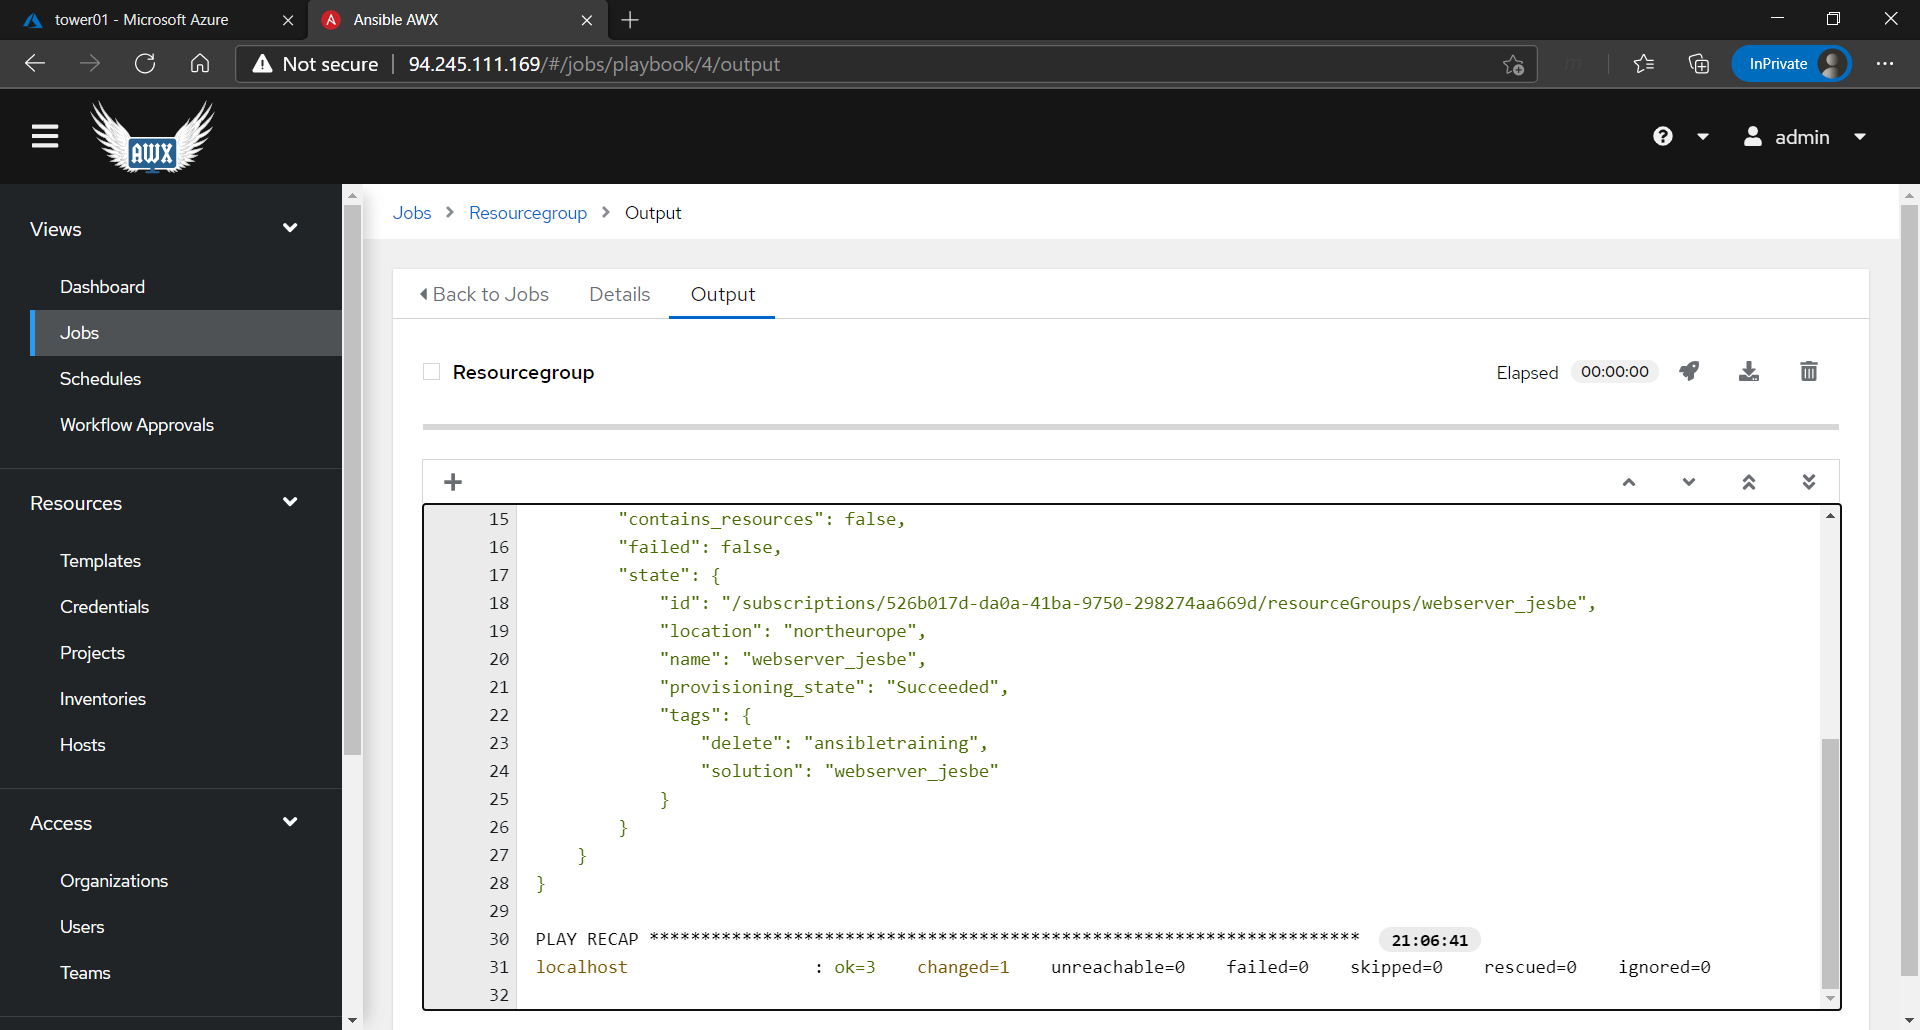 tower01 - Microsoft Azure
Ansible AWX
Not secure
94.245.111.169/#/jobs/playbook/4/output
InPrivate
AWX
admin
Views
Dashboard
Jobs
Schedules
Workflow Approvals
Resources
Templates
Credentials
Projects
Inventories
Hosts
Access
Organizations
Users
Teams
Jobs > Resourcegroup > Output
Back to Jobs
Details
Output
Resourcegroup
Elapsed 00:00:00
15 "contains_resources": false,
16 "failed": false,
17 "state": {
18 "id": "/subscriptions/526b017d-da0a-41ba-9750-298274aa669d/resourceGroups/webserver_jesbe",
19 "location": "northeurope",
20 "name": "webserver_jesbe",
21 "provisioning_state": "Succeeded",
22 "tags": {
23 "delete": "ansibletraining",
24 "solution": "webserver_jesbe"
25 }
26 }
27 }
28 }
29
30 PLAY RECAP ********************************************************************* 21:06:41
31 localhost : ok=3 changed=1 unreachable=0 failed=0 skipped=0 rescued=0 ignored=0
32